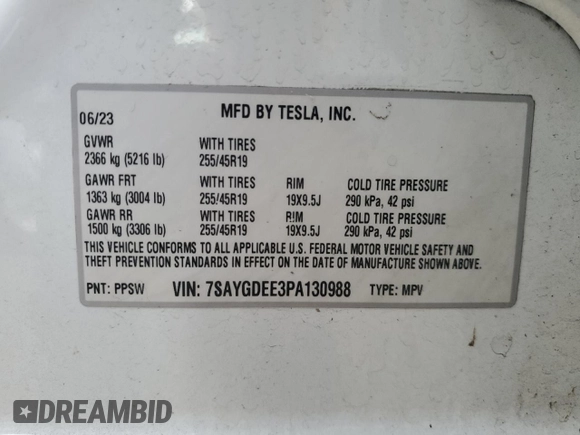 06/23 MFD BY TESLA, INC.
GVWR WITH TIRES
2366 kg (5216 lb) 255/45R19
GAWR FRT WITH TIRES RIM COLD TIRE PRESSURE
1363 kg (3004 lb) 255/45R19 19X9.5J 290 kPa, 42 psi
GAWR RR WITH TIRES RIM COLD TIRE PRESSURE
1500 kg (3306 lb) 255/45R19 19X9.5J 290 kPa, 42 psi
THIS VEHICLE CONFORMS TO ALL APPLICABLE U.S. FEDERAL MOTOR VEHICLE SAFETY AND
THEFT PREVENTION STANDARDS IN EFFECT ON THE DATE OF MANUFACTURE SHOWN ABOVE.
PNT: PPSW VIN: 7SAYGDEE3PA130988 TYPE: MPV
DREAMBID